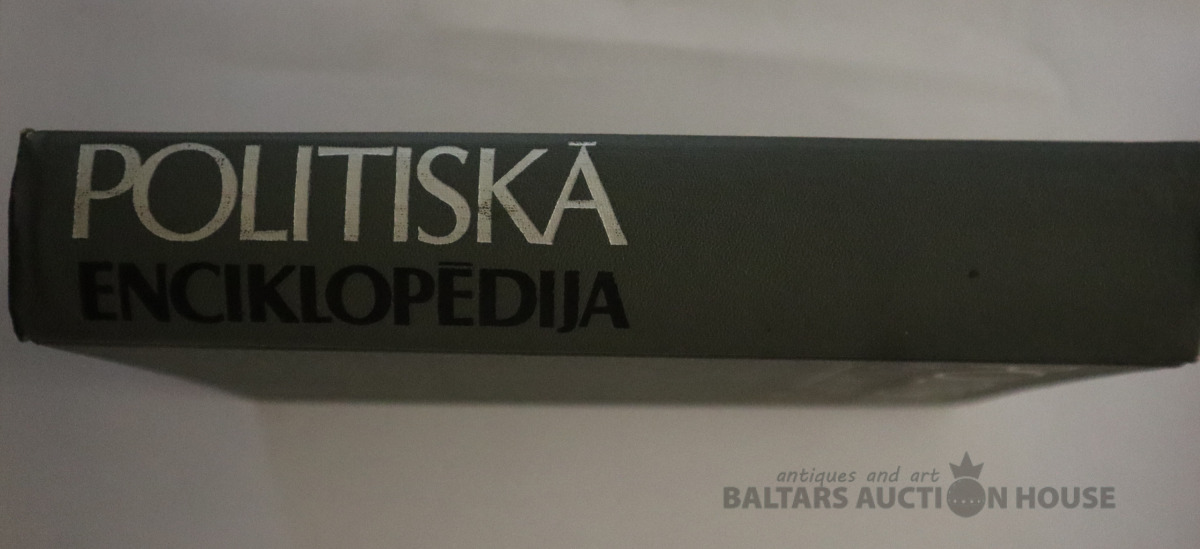 POLITISKĀ
ENCIKLOPĒDIJA
antiques and art
BALTARS AUCTION HOUSE